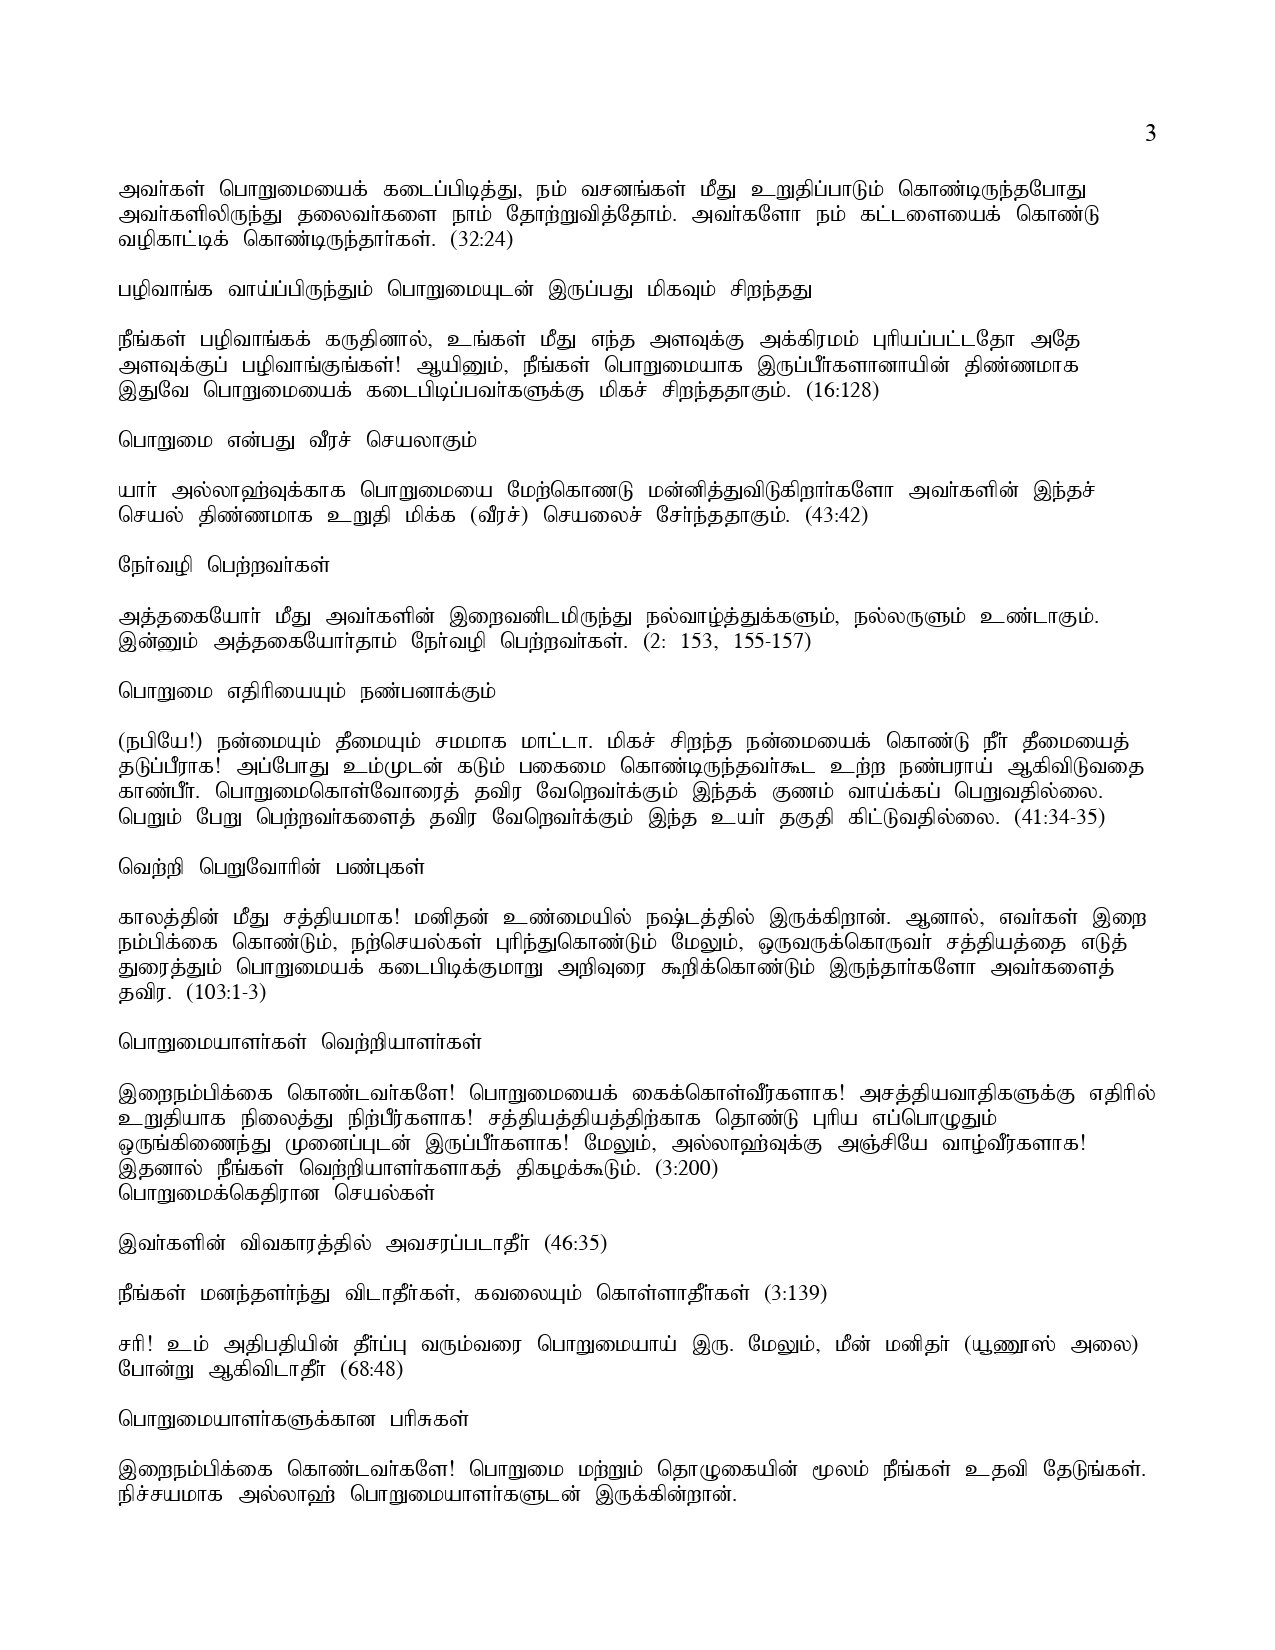 3
அவர்கள் பொறுமையைக் கடைப்பிடித்து, நம் வசனங்கள் மீது உறுதிப்பாடும் கொண்டிருந்தபோது
அவர்களிலிருந்து தலைவர்களை நாம் தோற்றுவித்தோம். அவர்களோ நம் கட்டளையைக் கொண்டு
வழிகாட்டிக் கொண்டிருந்தார்கள். (32:24)
பழிவாங்க வாய்ப்பிருந்தும் பொறுமையுடன் இருப்பது மிகவும் சிறந்தது
நீங்கள் பழிவாங்கக் கருதினால், உங்கள் மீது எந்த அளவுக்கு அக்கிரமம் புரியப்பட்டதோ அதே
அளவுக்குப் பழிவாங்குங்கள்! ஆயினும், நீங்கள் பொறுமையாக இருப்பீர்களானாயின் திண்ணமாக
இதுவே பொறுமையைக் கடைபிடிப்பவர்களுக்கு மிகச் சிறந்ததாகும். (16:128)
பொறுமை என்பது வீரச் செயலாகும்
யார் அல்லாஹ்வுக்காக பொறுமையை மேற்கொணடு மன்னித்துவிடுகிறார்களோ அவர்களின் இந்தச்
செயல் திண்ணமாக உறுதி மிக்க (வீரச்) செயலைச் சேர்ந்ததாகும். (43:42)
நேர்வழி பெற்றவர்கள்
அத்தகையோர் மீது அவர்களின் இறைவனிடமிருந்து நல்வாழ்த்துக்களும், நல்லருளும் உண்டாகும்.
இன்னும் அத்தகையோர்தாம் நேர்வழி பெற்றவர்கள். (2: 153, 155-157)
பொறுமை எதிரியையும் நண்பனாக்கும்
(நபியே!) நன்மையும் தீமையும் சமமாக மாட்டா. மிகச் சிறந்த நன்மையைக் கொண்டு நீர் தீமையைத்
தடுப்பீராக! அப்போது உம்முடன் கடும் பகைமை கொண்டிருந்தவர்கூட உற்ற நண்பராய் ஆகிவிடுவதை
காண்பீர். பொறுமைகொள்வோரைத் தவிர வேறெவர்க்கும் இந்தக் குணம் வாய்க்கப் பெறுவதில்லை.
பெறும் பேறு பெற்றவர்களைத் தவிர வேறெவர்க்கும் இந்த உயர் தகுதி கிட்டுவதில்லை. (41:34-35)
வெற்றி பெறுவோரின் பண்புகள்
காலத்தின் மீது சத்தியமாக! மனிதன் உண்மையில் நஷ்டத்தில் இருக்கிறான். ஆனால், எவர்கள் இறை
நம்பிக்கை கொண்டும், நற்செயல்கள் புரிந்துகொண்டும் மேலும், ஒருவருக்கொருவர் சத்தியத்தை எடுத்
துரைத்தும் பொறுமையக் கடைபிடிக்குமாறு அறிவுரை கூறிக்கொண்டும் இருந்தார்களோ அவர்களைத்
தவிர. (103:1-3)
பொறுமையாளர்கள் வெற்றியாளர்கள்
இறைநம்பிக்கை கொண்டவர்களே! பொறுமையைக் கைக்கொள்வீர்களாக! அசத்தியவாதிகளுக்கு எதிரில்
உறுதியாக நிலைத்து நிற்பீர்களாக! சத்தியத்தியத்திற்காக தொண்டு புரிய எப்பொழுதும்
ஒருங்கிணைந்து முனைப்புடன் இருப்பீர்களாக! மேலும், அல்லாஹ்வுக்கு அஞ்சியே வாழ்வீர்களாக!
இதனால் நீங்கள் வெற்றியாளர்களாகத் திகழக்கூடும். (3:200)
பொறுமைக்கெதிரான செயல்கள்
இவர்களின் விவகாரத்தில் அவசரப்படாதீர் (46:35)
நீங்கள் மனந்தளர்ந்து விடாதீர்கள், கவலையும் கொள்ளாதீர்கள் (3:139)
சரி! உம் அதிபதியின் தீர்ப்பு வரும்வரை பொறுமையாய் இரு. மேலும், மீன் மனிதர் (யூணூஸ் அலை)
போன்று ஆகிவிடாதீர் (68:48)
பொறுமையாளர்களுக்கான பரிசுகள்
இறைநம்பிக்கை கொண்டவர்களே! பொறுமை மற்றும் தொழுகையின் மூலம் நீங்கள் உதவி தேடுங்கள்.
நிச்சயமாக அல்லாஹ் பொறுமையாளர்களுடன் இருக்கின்றான்.